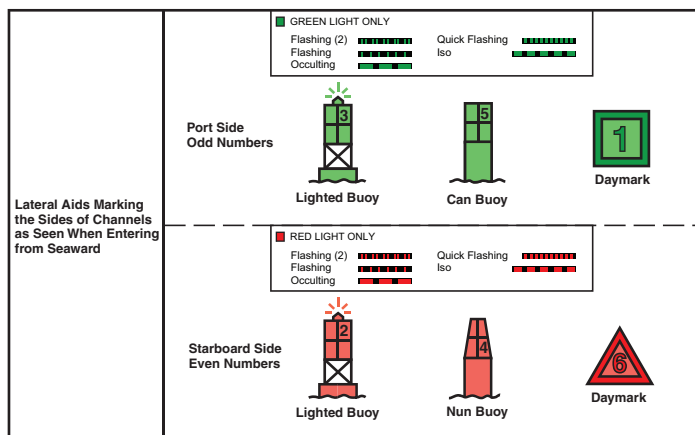 GREEN LIGHT ONLY
Flashing (2) Quick Flashing
Flashing Iso
Occulting
Port Side
Odd Numbers
3
5
1
Lighted Buoy
Can Buoy
Daymark
Lateral Aids Marking
the Sides of Channels
as Seen When Entering
from Seaward
RED LIGHT ONLY
Flashing (2) Quick Flashing
Flashing Iso
Occulting
Starboard Side
Even Numbers
2
4
6
Lighted Buoy
Nun Buoy
Daymark